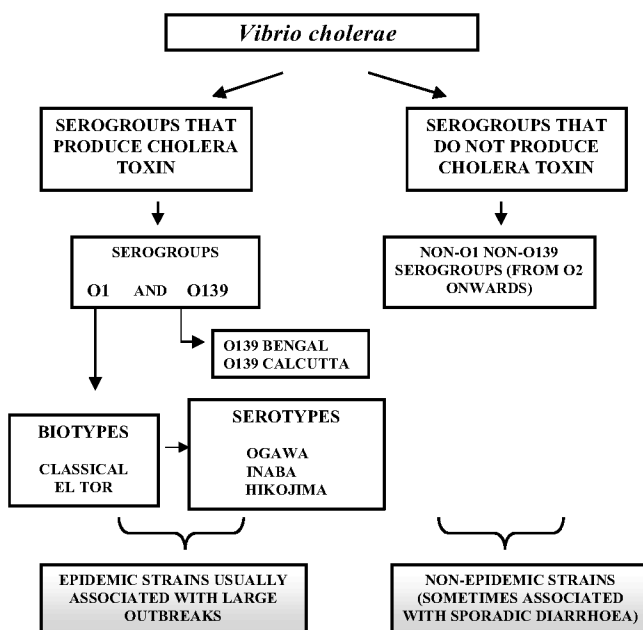 Vibrio cholerae
SEROGROUPS THAT
PRODUCE CHOLERA
TOXIN
SEROGROUPS THAT
DO NOT PRODUCE
CHOLERA TOXIN
SEROGROUPS
O1 AND O139
NON-O1 NON-O139
SEROGROUPS (FROM O2
ONWARDS)
O139 BENGAL
O139 CALCUTTA
BIOTYPES
CLASSICAL
EL TOR
SEROTYPES
OGAWA
INABA
HIKOJIMA
EPIDEMIC STRAINS USUALLY
ASSOCIATED WITH LARGE
OUTBREAKS
NON-EPIDEMIC STRAINS
(SOMETIMES ASSOCIATED
WITH SPORADIC DIARRHOEA)